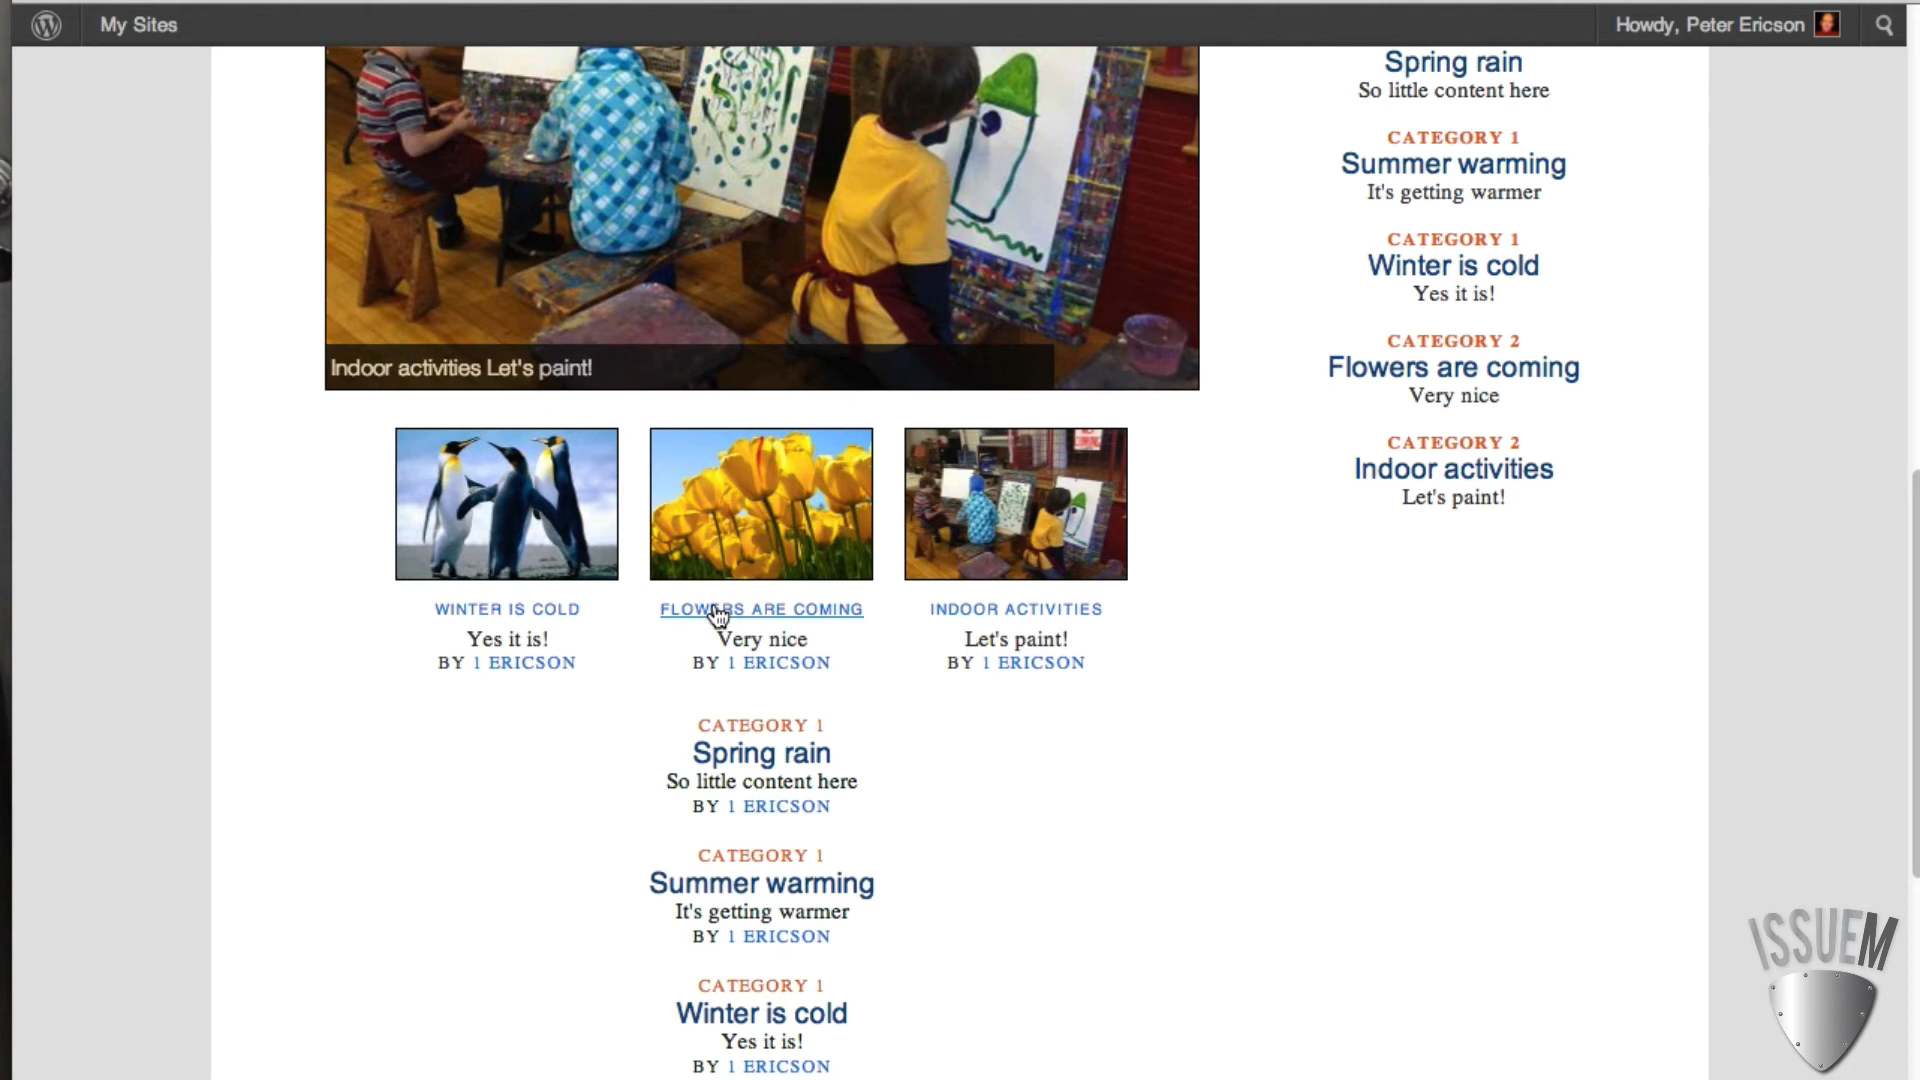 My Sites
Howdy, Peter Ericson
Indoor activities Let's paint!
WINTER IS COLD
Yes it is!
BY 1 ERICSON
FLOWERS ARE COMING
Very nice
BY 1 ERICSON
INDOOR ACTIVITIES
Let's paint!
BY 1 ERICSON
CATEGORY 1
Spring rain
So little content here
BY 1 ERICSON
CATEGORY 1
Summer warming
It's getting warmer
BY 1 ERICSON
CATEGORY 1
Winter is cold
Yes it is!
BY 1 ERICSON
Spring rain
So little content here
CATEGORY 1
Summer warming
It's getting warmer
CATEGORY 1
Winter is cold
Yes it is!
CATEGORY 2
Flowers are coming
Very nice
CATEGORY 2
Indoor activities
Let's paint!
ISSUEM